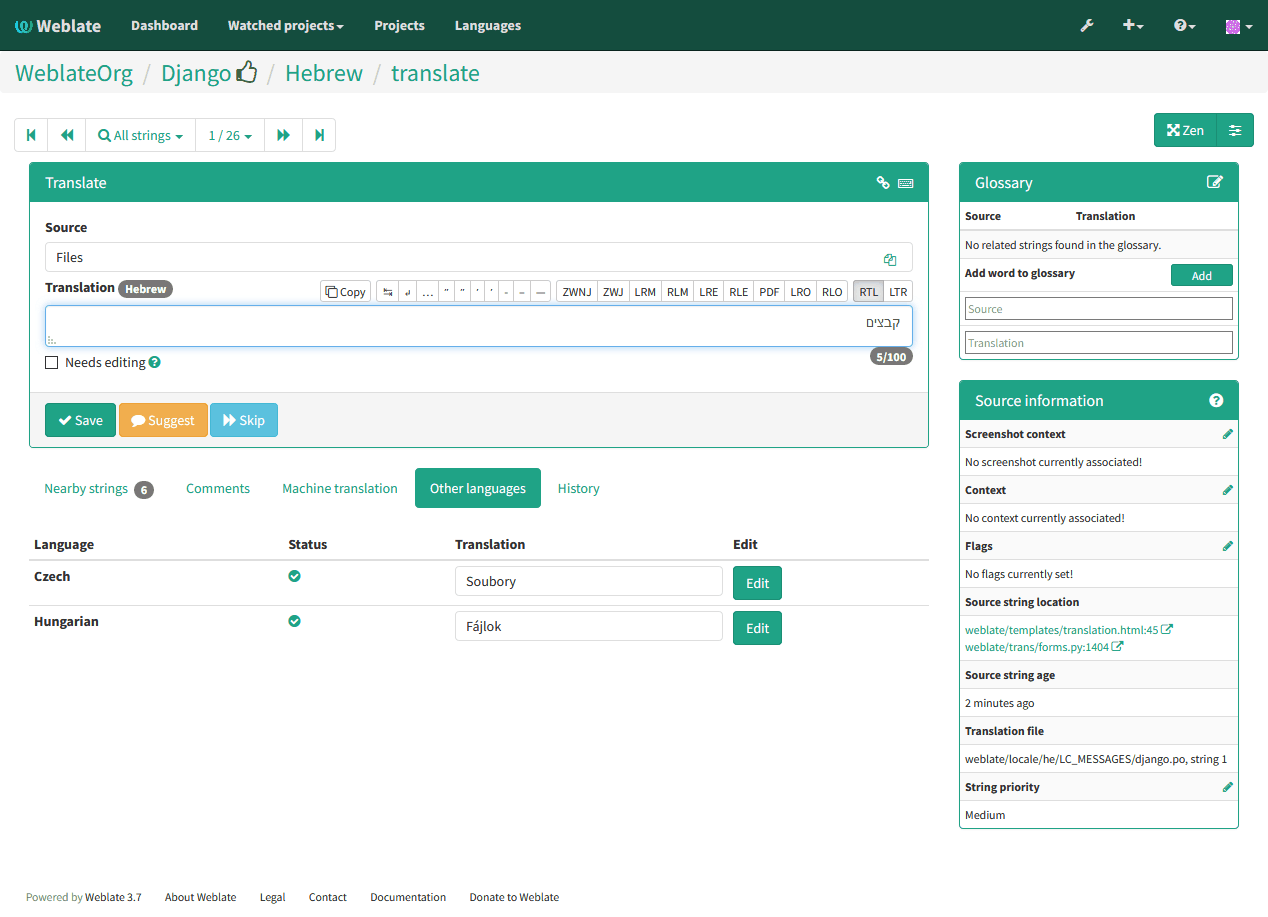 Weblate Dashboard Watched projects Projects Languages
WeblateOrg / Django / Hebrew / translate
All strings 1 / 26 Zen
Translate
Source
Files
Translation Hebrew Copy ↹ ↵ … ” ” ’ ’ - – — ZWNJ ZWJ LRM RLM LRE RLE PDF LRO RLO RTL LTR
קבצים
Needs editing 5/100
Save Suggest Skip
Nearby strings 6 Comments Machine translation Other languages History
Language Status Translation Edit
Czech Soubory Edit
Hungarian Fájlok Edit
Glossary
Source Translation
No related strings found in the glossary.
Add word to glossary Add
Source
Translation
Source information
Screenshot context
No screenshot currently associated!
Context
No context currently associated!
Flags
No flags currently set!
Source string location
weblate/templates/translation.html:45
weblate/trans/forms.py:1404
Source string age
2 minutes ago
Translation file
weblate/locale/he/LC_MESSAGES/django.po, string 1
String priority
Medium
Powered by Weblate 3.7 About Weblate Legal Contact Documentation Donate to Weblate